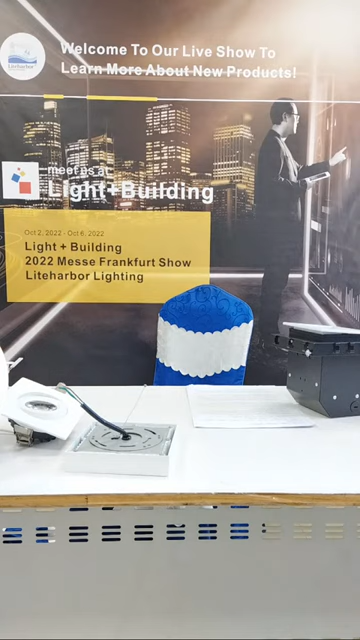 Liteharbor
Welcome To Our Live Show To
Learn More About New Products!
meet us at
Light+Building
Oct 2, 2022 - Oct 6, 2022
Light + Building
2022 Messe Frankfurt Show
Liteharbor Lighting